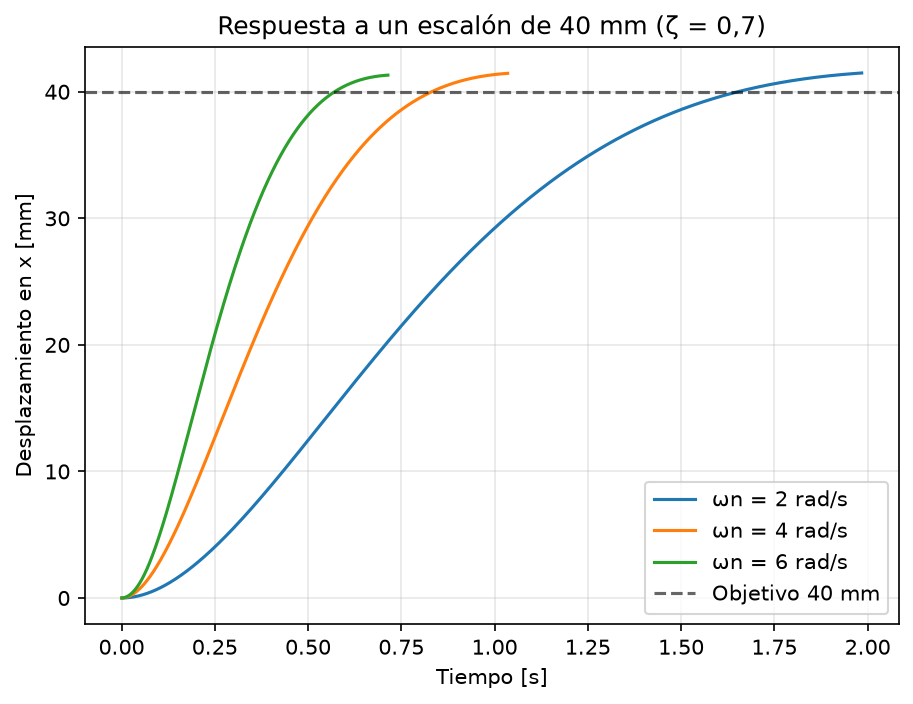 Respuesta a un escalón de 40 mm (ζ = 0,7)
Desplazamiento en x [mm]
40
30
20
10
0
0.00 0.25 0.50 0.75 1.00 1.25 1.50 1.75 2.00
Tiempo [s]
ωn = 2 rad/s
ωn = 4 rad/s
ωn = 6 rad/s
Objetivo 40 mm